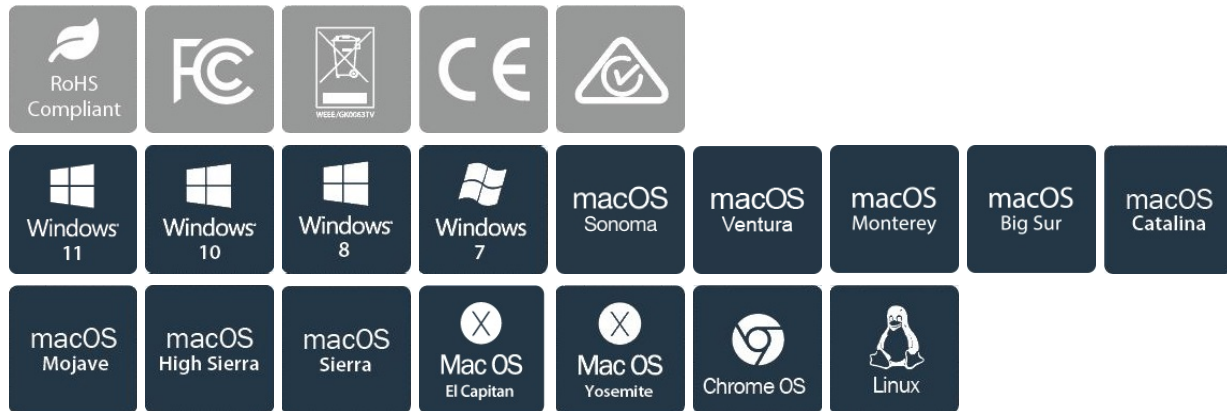 RoHS
Compliant
FC
WEEE/GK0063TV
CE
Windows
11
Windows
10
Windows
8
Windows
7
macOS
Sonoma
macOS
Ventura
macOS
Monterey
macOS
Big Sur
macOS
Catalina
macOS
Mojave
macOS
High Sierra
macOS
Sierra
X
Mac OS
El Capitan
X
Mac OS
Yosemite
Chrome OS
Linux